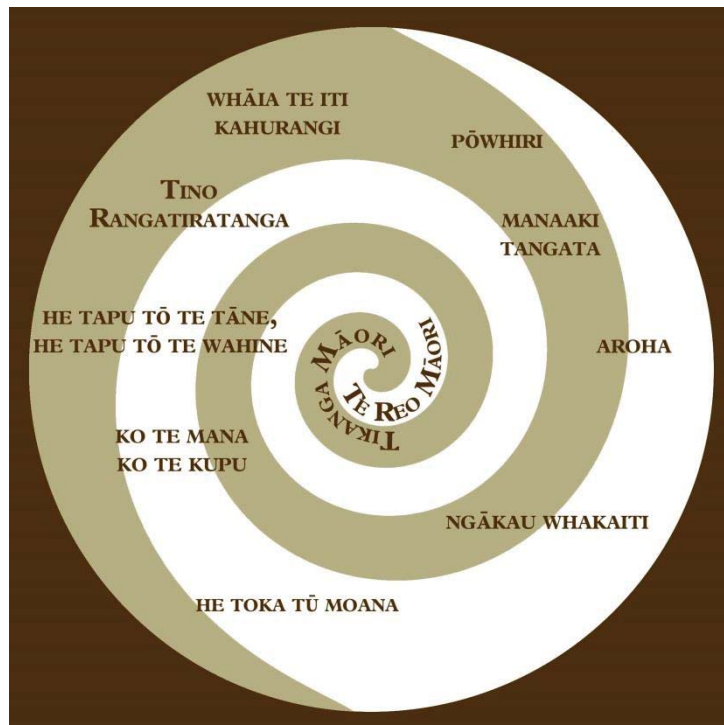 WHĀIA TE ITI
KAHURANGI
PŌWHIRI
TINO
RANGATIRATANGA
MANAAKI
TANGATA
HE TAPU TŌ TE TĀNE,
HE TAPU TŌ TE WAHINE
AROHA
TIKANGA MĀORI
TE REO MĀORI
KO TE MANA
KO TE KUPU
NGĀKAU WHAKAITI
HE TOKA TŪ MOANA